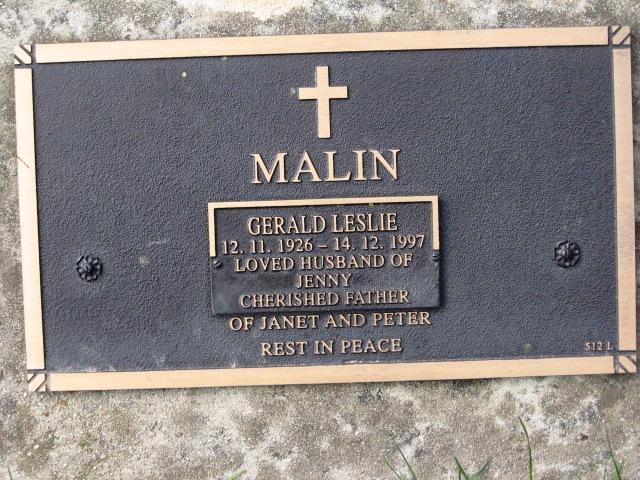 MALIN
GERALD LESLIE
12. 11. 1926 – 14. 12. 1997
LOVED HUSBAND OF
JENNY
CHERISHED FATHER
OF JANET AND PETER
REST IN PEACE
512 L